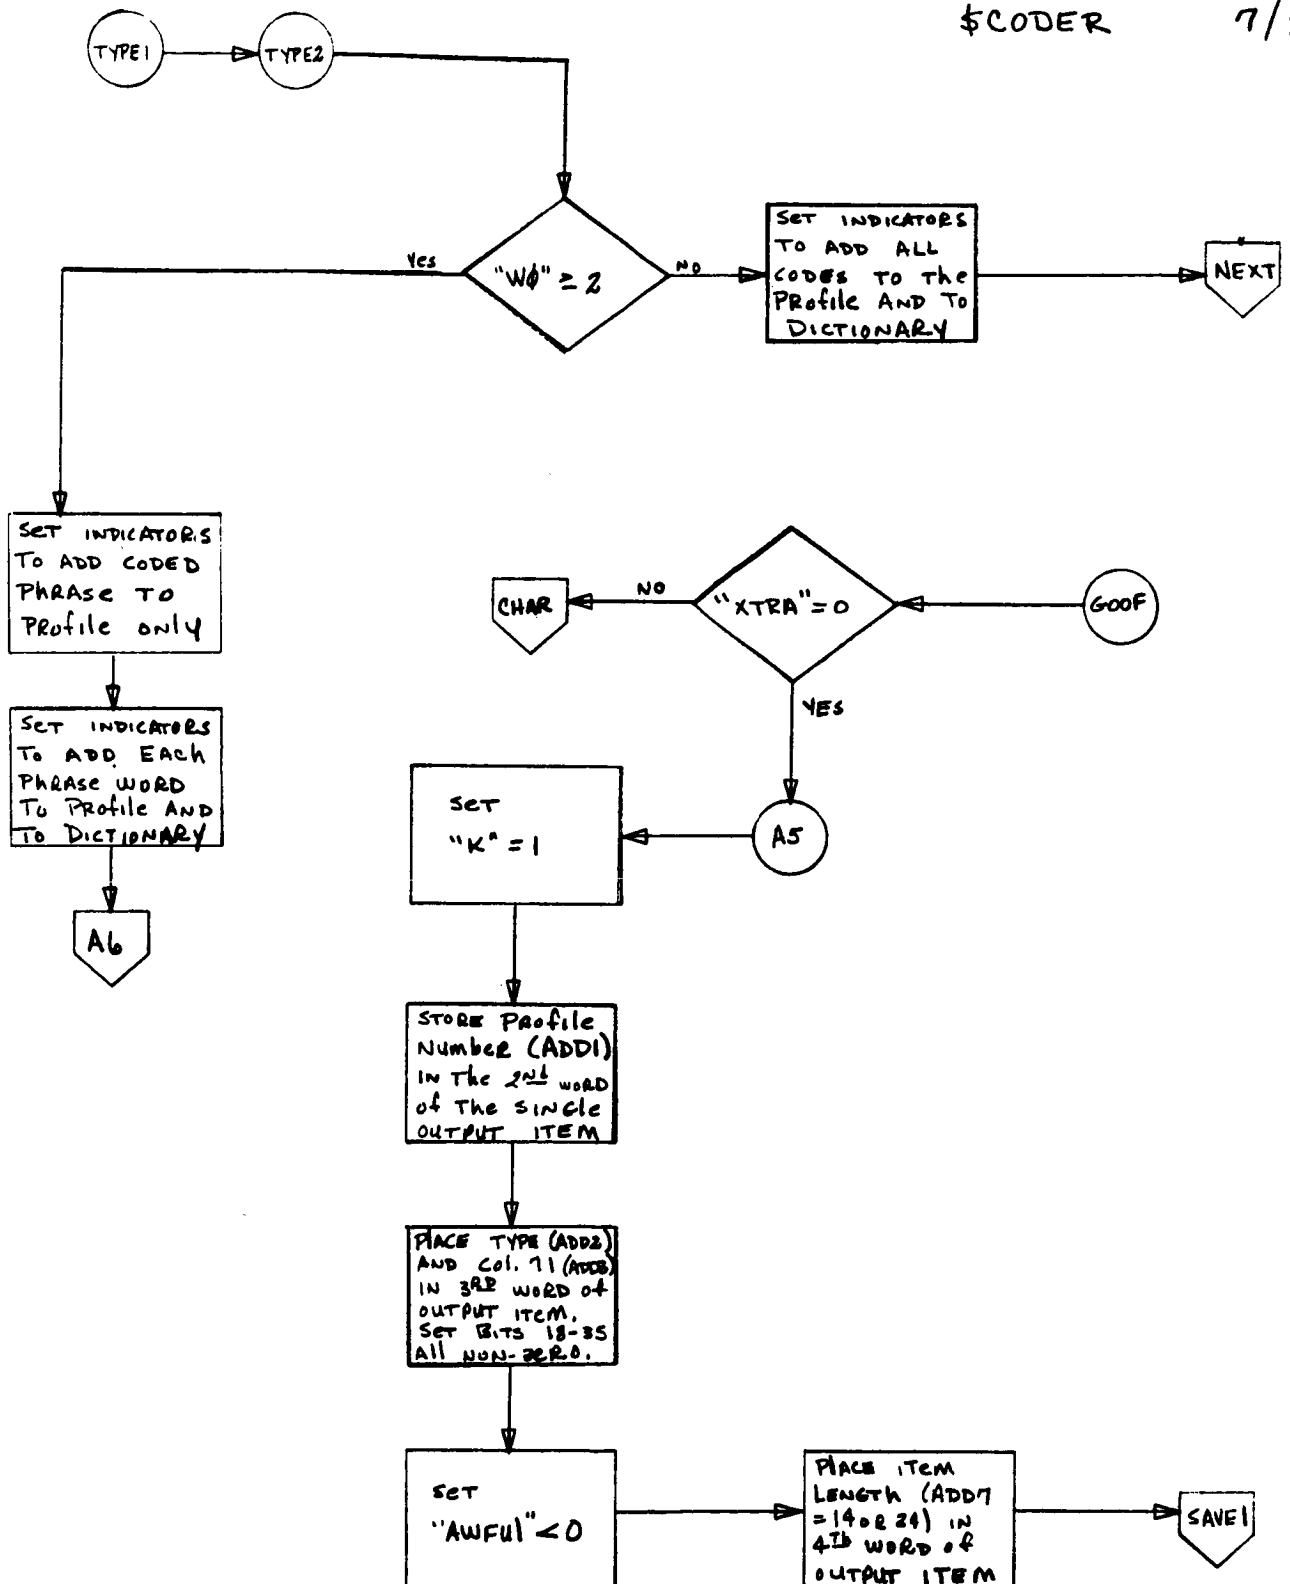 $CODER 7/
TYPE1
TYPE2
"WØ" ≥ 2
Yes
NO
SET INDICATORS
TO ADD ALL
CODES TO The
PROfile AND TO
DICTIONARY
NEXT
SET INDICATORS
TO ADD CODED
PHRASE TO
PROfile ONLY
SET INDICATORS
To ADD EACh
PHRASE WORD
To PROfile AND
TO DICTIONARY
A6
GOOF
"XTRA" = 0
NO
CHAR
YES
A5
SET
"K" = 1
STORE PROfile
NumbeR (ADD1)
IN The 2Nd WORD
of The SINGle
OUTPUT ITEM
PlACE TYPE (ADD2)
AND Col. 71 (ADD3)
IN 3RD WORD of
OUTPUT ITEM.
SET BITS 18-35
All NON-ZERO.
SET
"AWFUl" < 0
PlACE ITEM
LENGTh (ADD7
= 14 OR 24) IN
4Th WORD of
OUTPUT ITEM
SAVE1